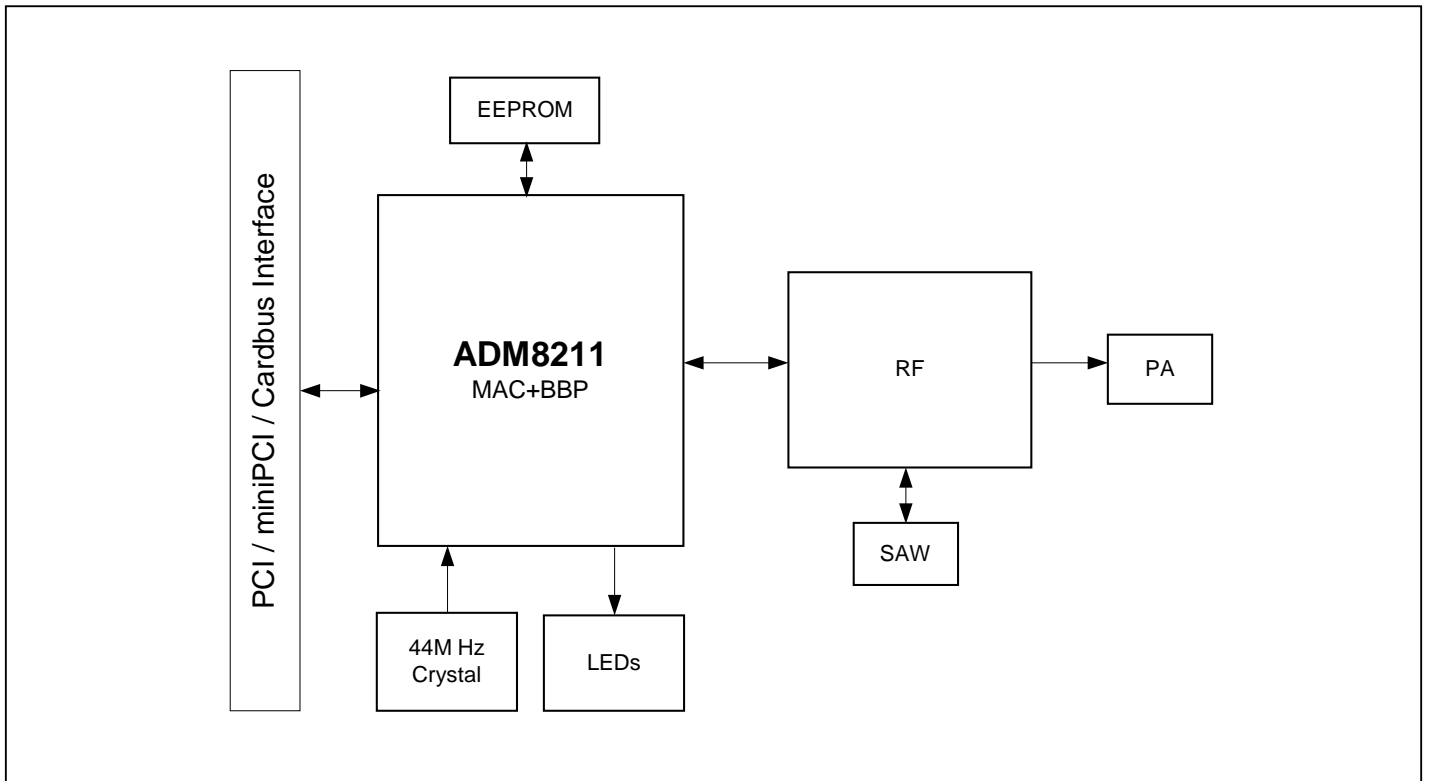 EEPROM
PCI / miniPCI / Cardbus Interface
ADM8211
MAC+BBP
RF
PA
SAW
44M Hz
Crystal
LEDs